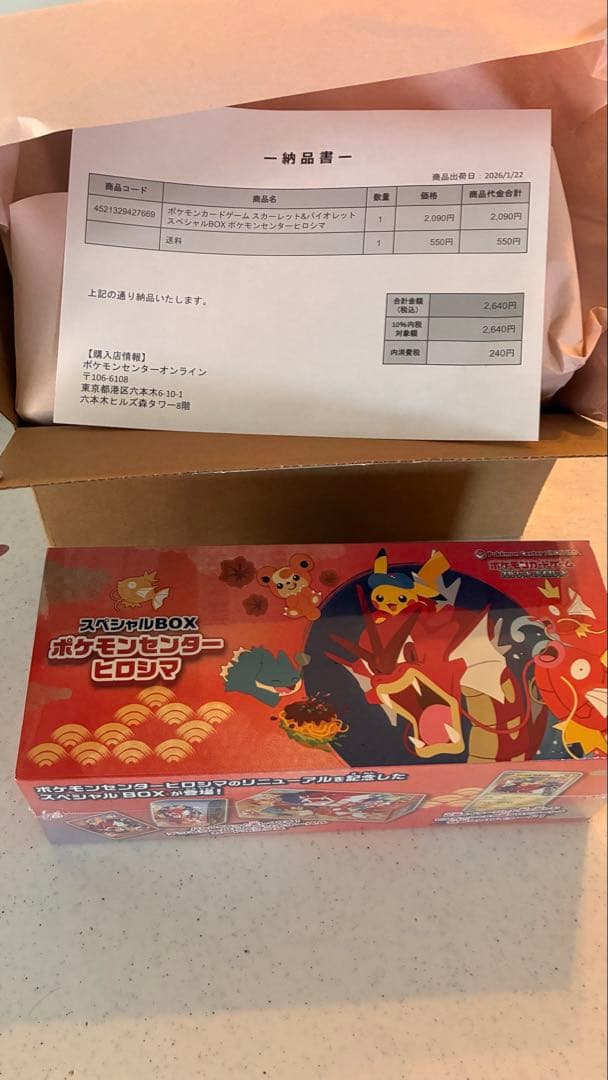 ー納品書ー
商品出荷日：2026/1/22
商品コード 商品名 数量 価格 商品代金合計
4521329427669 ポケモンカードゲーム スカーレット&バイオレット 1 2,090円 2,090円
スペシャルBOX ポケモンセンターヒロシマ
送料 1 550円 550円
上記の通り納品いたします。
合計金額 2,640円
(税込)
10%内税 2,640円
対象額
内消費税 240円
【購入店情報】
ポケモンセンターオンライン
〒106-6108
東京都港区六本木6-10-1
六本木ヒルズ森タワー8階
Pokémon Center
ポケモンカードゲーム
スペシャルBOX
ポケモンセンター
ヒロシマ
ポケモンセンターヒロシマのリニューアルを記念した
スペシャルBOXが登場！